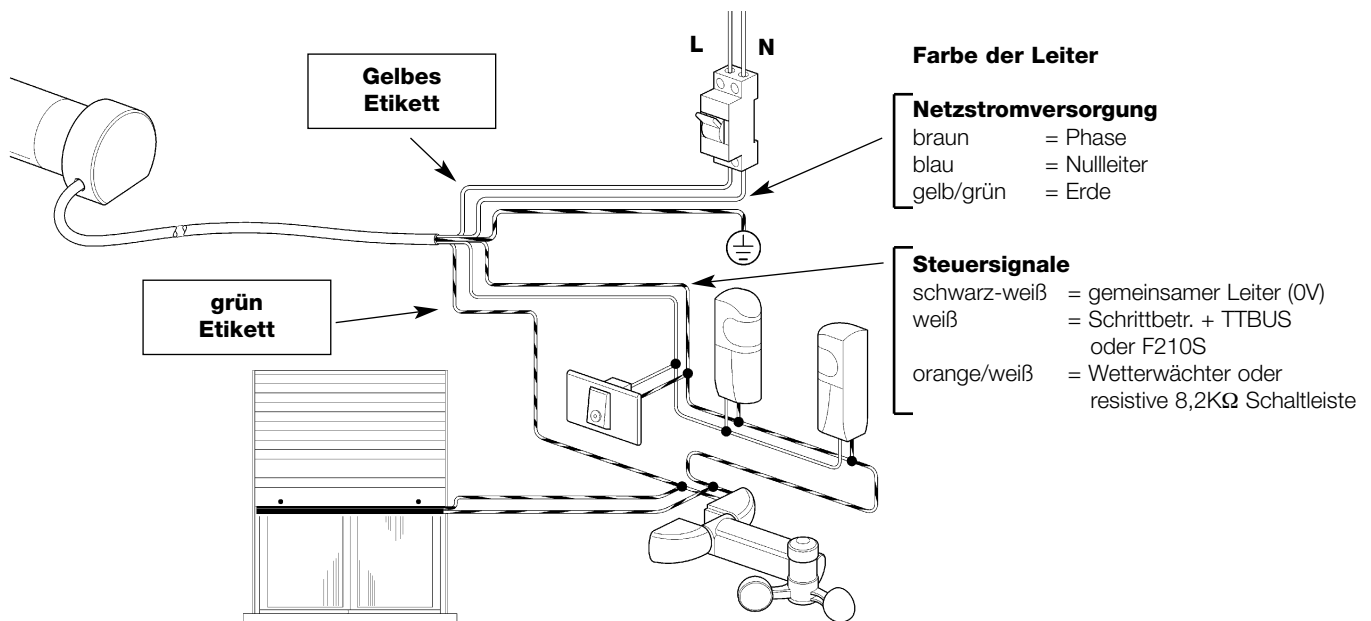 L N
Gelbes
Etikett
grün
Etikett
Farbe der Leiter
Netzstromversorgung
braun = Phase
blau = Nullleiter
gelb/grün = Erde
Steuersignale
schwarz-weiß = gemeinsamer Leiter (0V)
weiß = Schrittbetr. + TTBUS
oder F210S
orange/weiß = Wetterwächter oder
resistive 8,2KΩ Schaltleiste